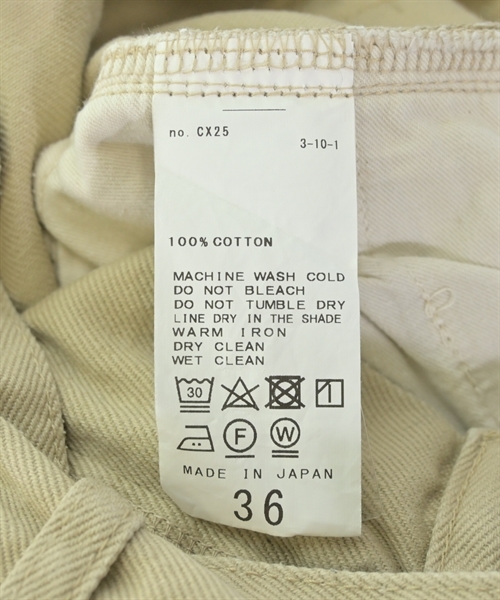 no. CX25
3-10-1
100% COTTON
MACHINE WASH COLD
DO NOT BLEACH
DO NOT TUMBLE DRY
LINE DRY IN THE SHADE
WARM IRON
DRY CLEAN
WET CLEAN
30
F W
MADE IN JAPAN
36